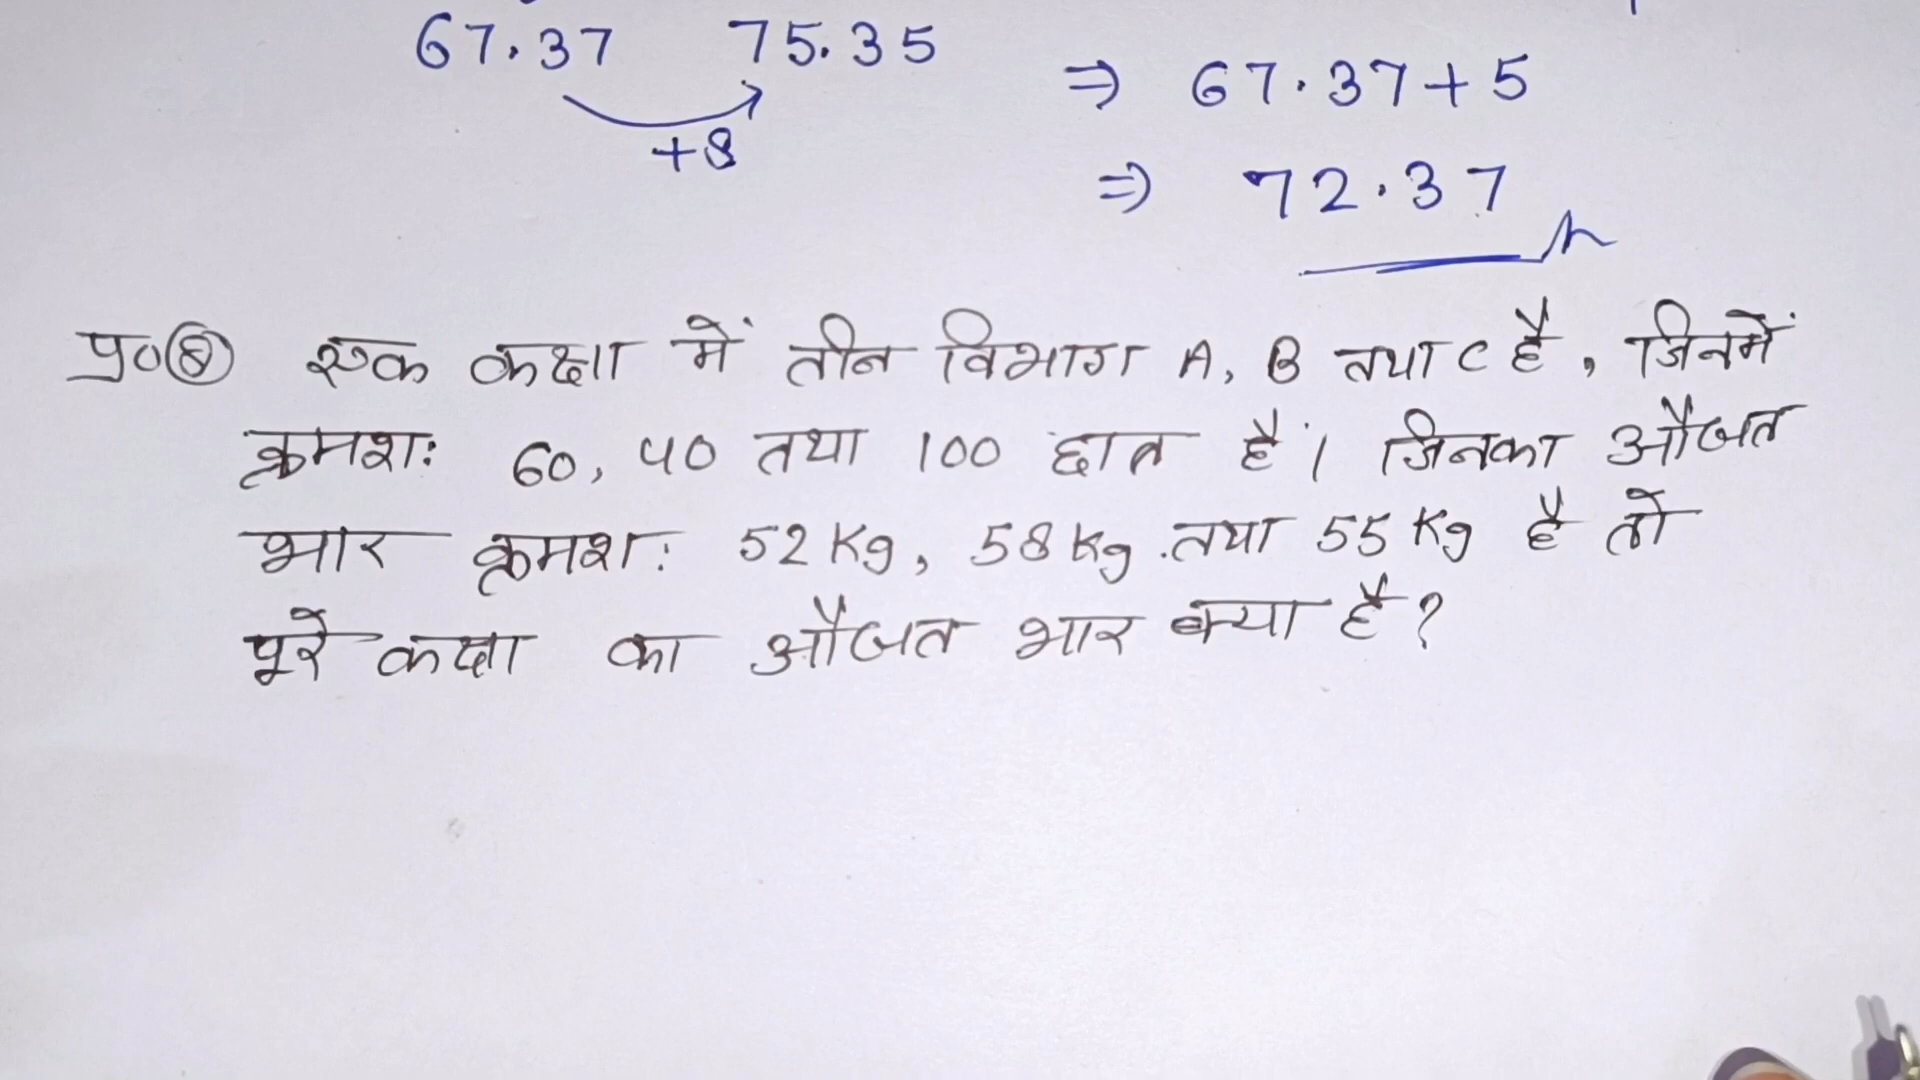 67.37 75.35
+8
⇒ 67.37+5
⇒ 72.37
प्र०⑧ एक कक्षा में तीन विभाग A, B तथा C है, जिनमें
क्रमशः 60, 40 तथा 100 छात्र है। जिनका औसत
भार क्रमशः 52 Kg, 58 Kg. तथा 55 Kg है तो
पूरे कक्षा का औसत भार क्या है?